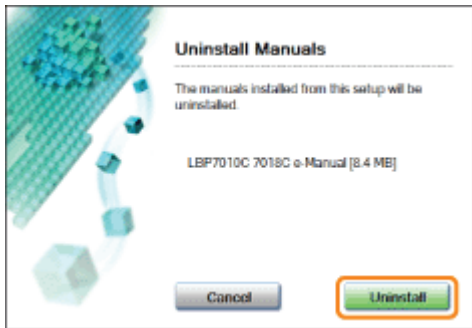 Uninstall Manuals
The manuals installed from this setup will be
uninstalled.
LBP7010C 7018C e-Manual [8.4 MB]
Cancel
Uninstall